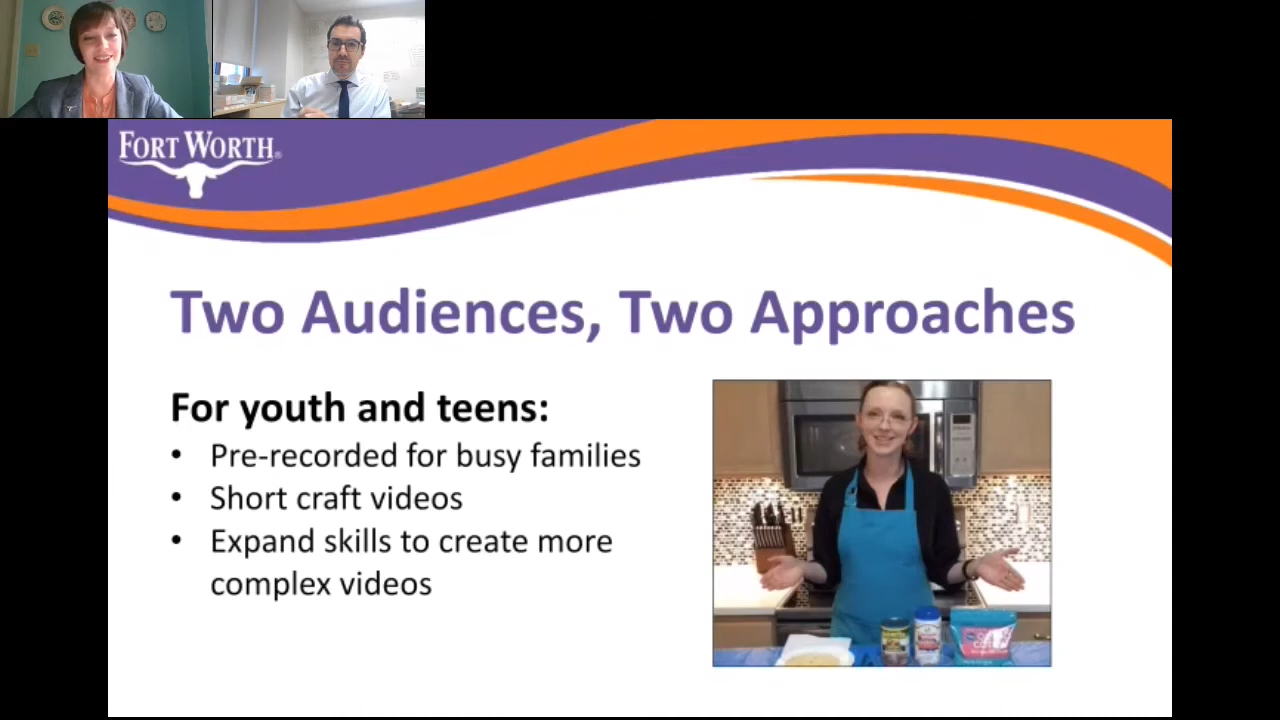 FORT WORTH®
Two Audiences, Two Approaches
For youth and teens:
• Pre-recorded for busy families
• Short craft videos
• Expand skills to create more
complex videos